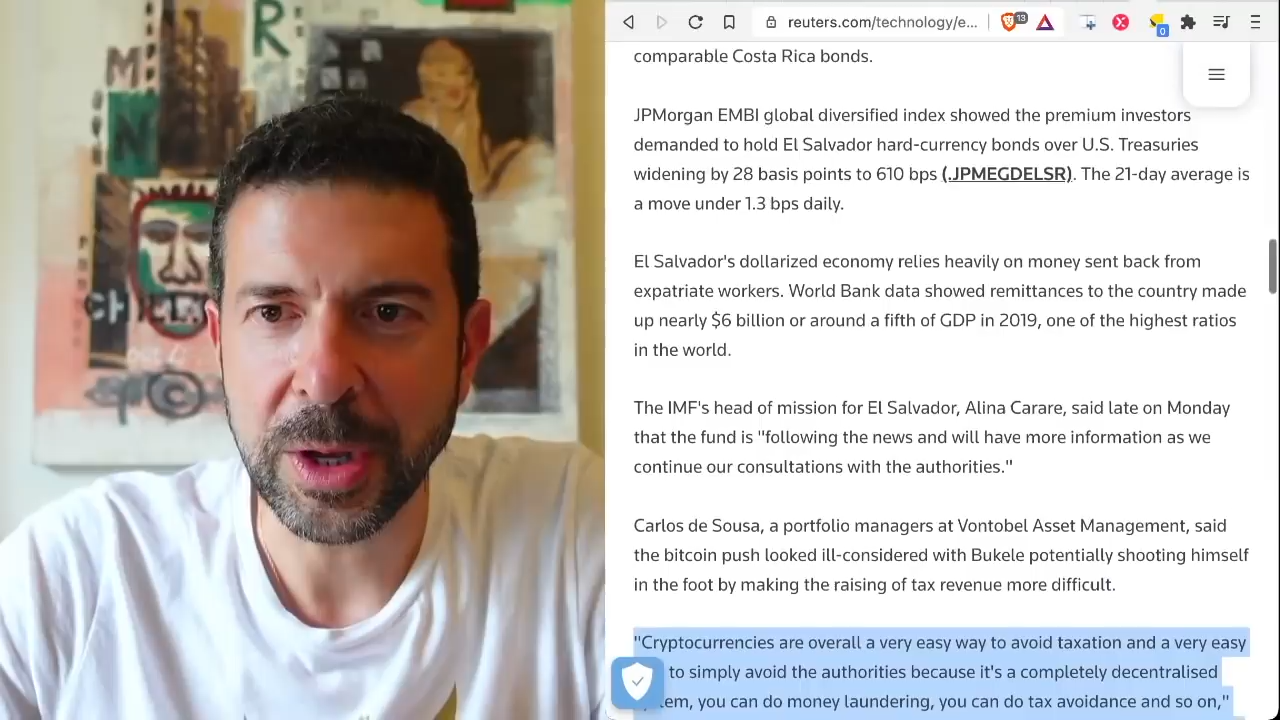 R
M
N
reuters.com/technology/e...
13
0
comparable Costa Rica bonds.
JPMorgan EMBI global diversified index showed the premium investors
demanded to hold El Salvador hard-currency bonds over U.S. Treasuries
widening by 28 basis points to 610 bps (.JPMEGDELSR). The 21-day average is
a move under 1.3 bps daily.
El Salvador's dollarized economy relies heavily on money sent back from
expatriate workers. World Bank data showed remittances to the country made
up nearly $6 billion or around a fifth of GDP in 2019, one of the highest ratios
in the world.
The IMF's head of mission for El Salvador, Alina Carare, said late on Monday
that the fund is "following the news and will have more information as we
continue our consultations with the authorities."
Carlos de Sousa, a portfolio managers at Vontobel Asset Management, said
the bitcoin push looked ill-considered with Bukele potentially shooting himself
in the foot by making the raising of tax revenue more difficult.
"Cryptocurrencies are overall a very easy way to avoid taxation and a very easy
to simply avoid the authorities because it's a completely decentralised
you can do money laundering, you can do tax avoidance and so on,"